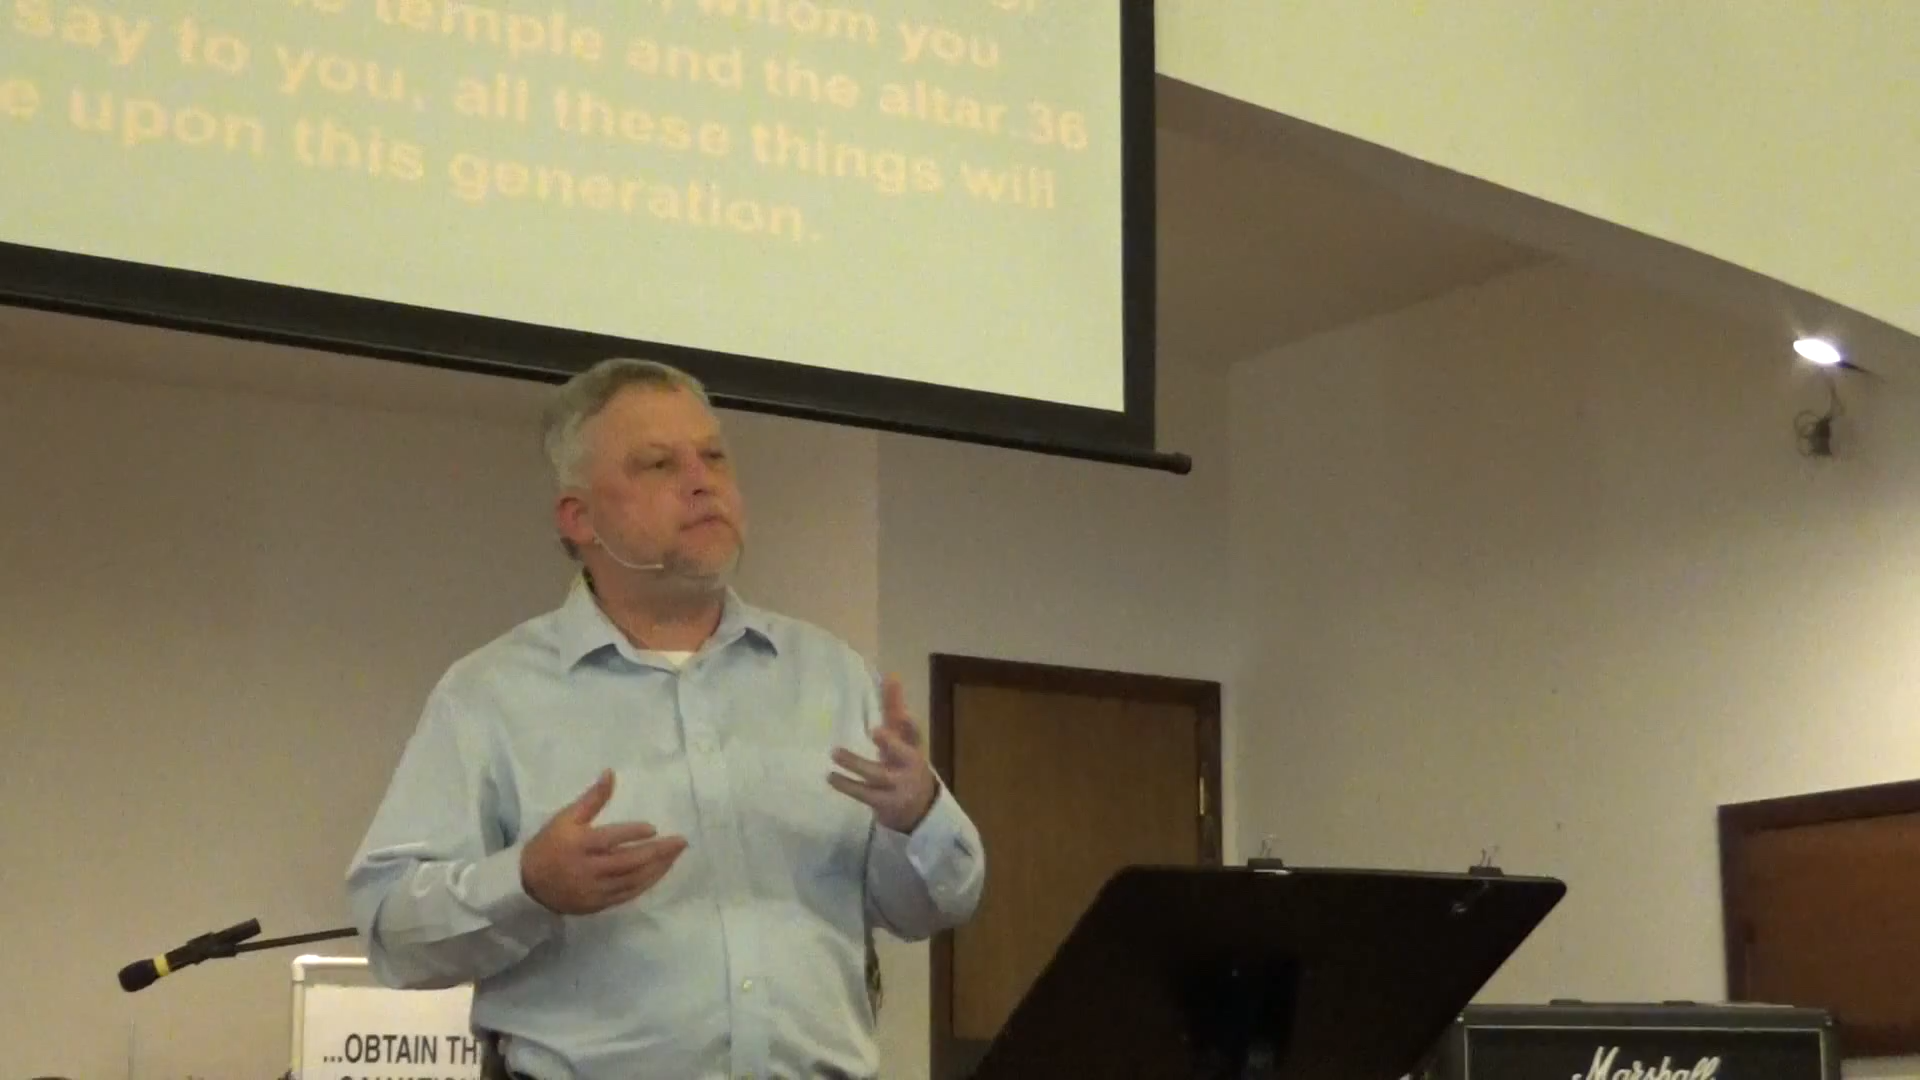 whom you
temple and the altar.36
say to you, all these things will
upon this generation.
...OBTAIN TH
Marshall